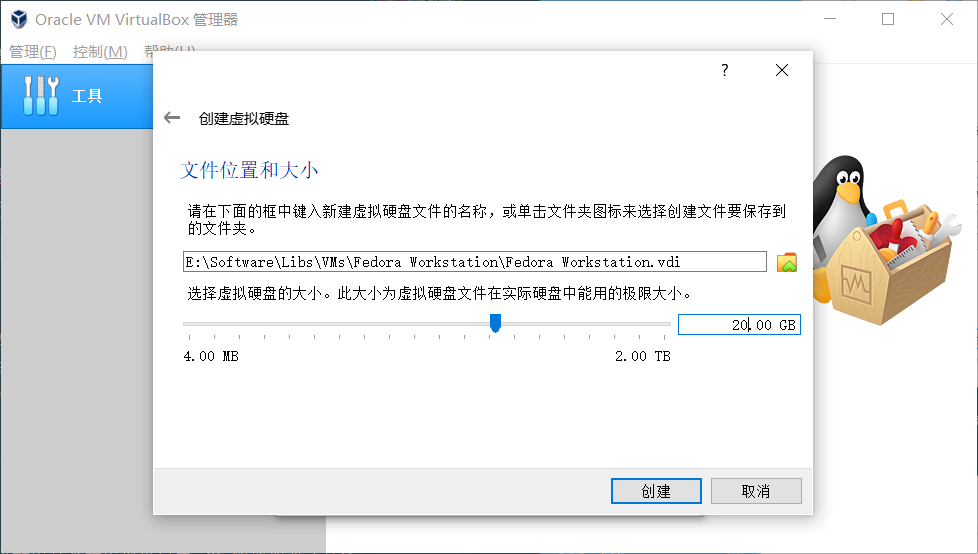 Oracle VM VirtualBox 管理器
管理(F) 控制(M) 帮助(H)
?
工具
创建虚拟硬盘
文件位置和大小
请在下面的框中键入新建虚拟硬盘文件的名称，或单击文件夹图标来选择创建文件要保存到
的文件夹。
E:\Software\Libs\VMs\Fedora Workstation\Fedora Workstation.vdi
选择虚拟硬盘的大小。此大小为虚拟硬盘文件在实际硬盘中能用的极限大小。
20.00 GB
4.00 MB 2.00 TB
创建 取消